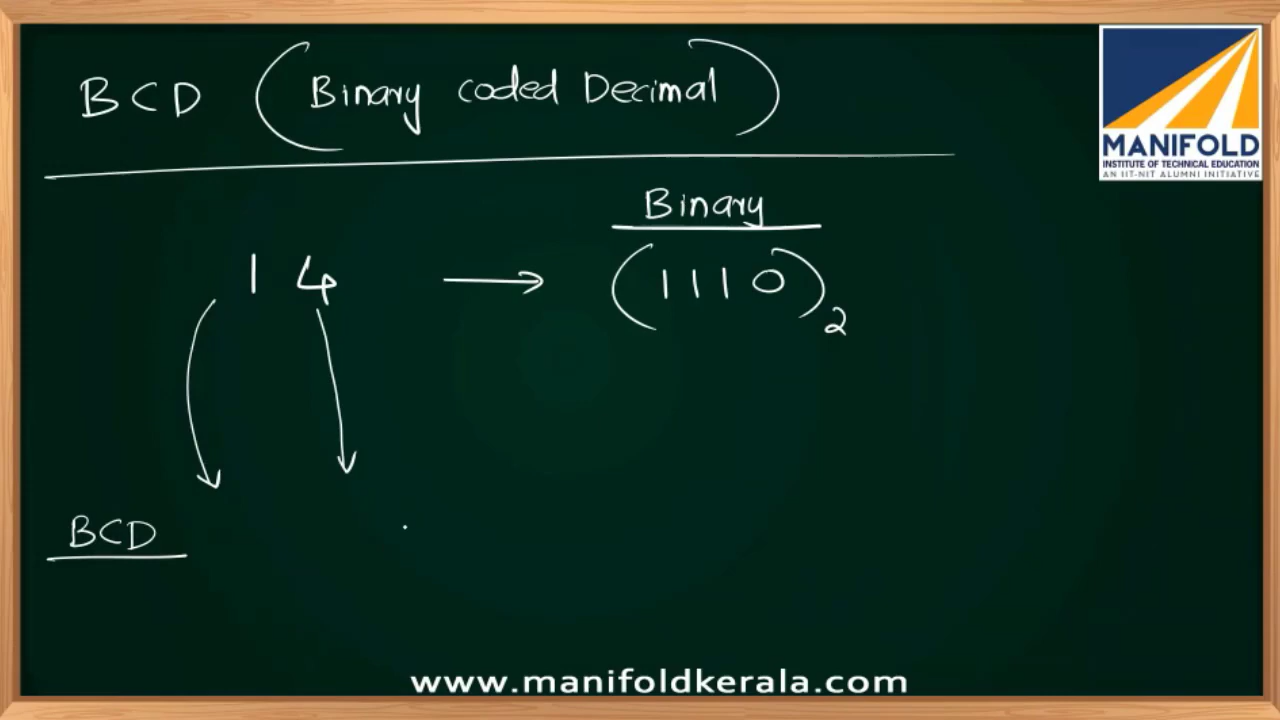 BCD (Binary coded Decimal)
MANIFOLD
INSTITUTE OF TECHNICAL EDUCATION
AN IIT-NIT ALUMNI INITIATIVE
Binary
14 → (1110)2
BCD
www.manifoldkerala.com